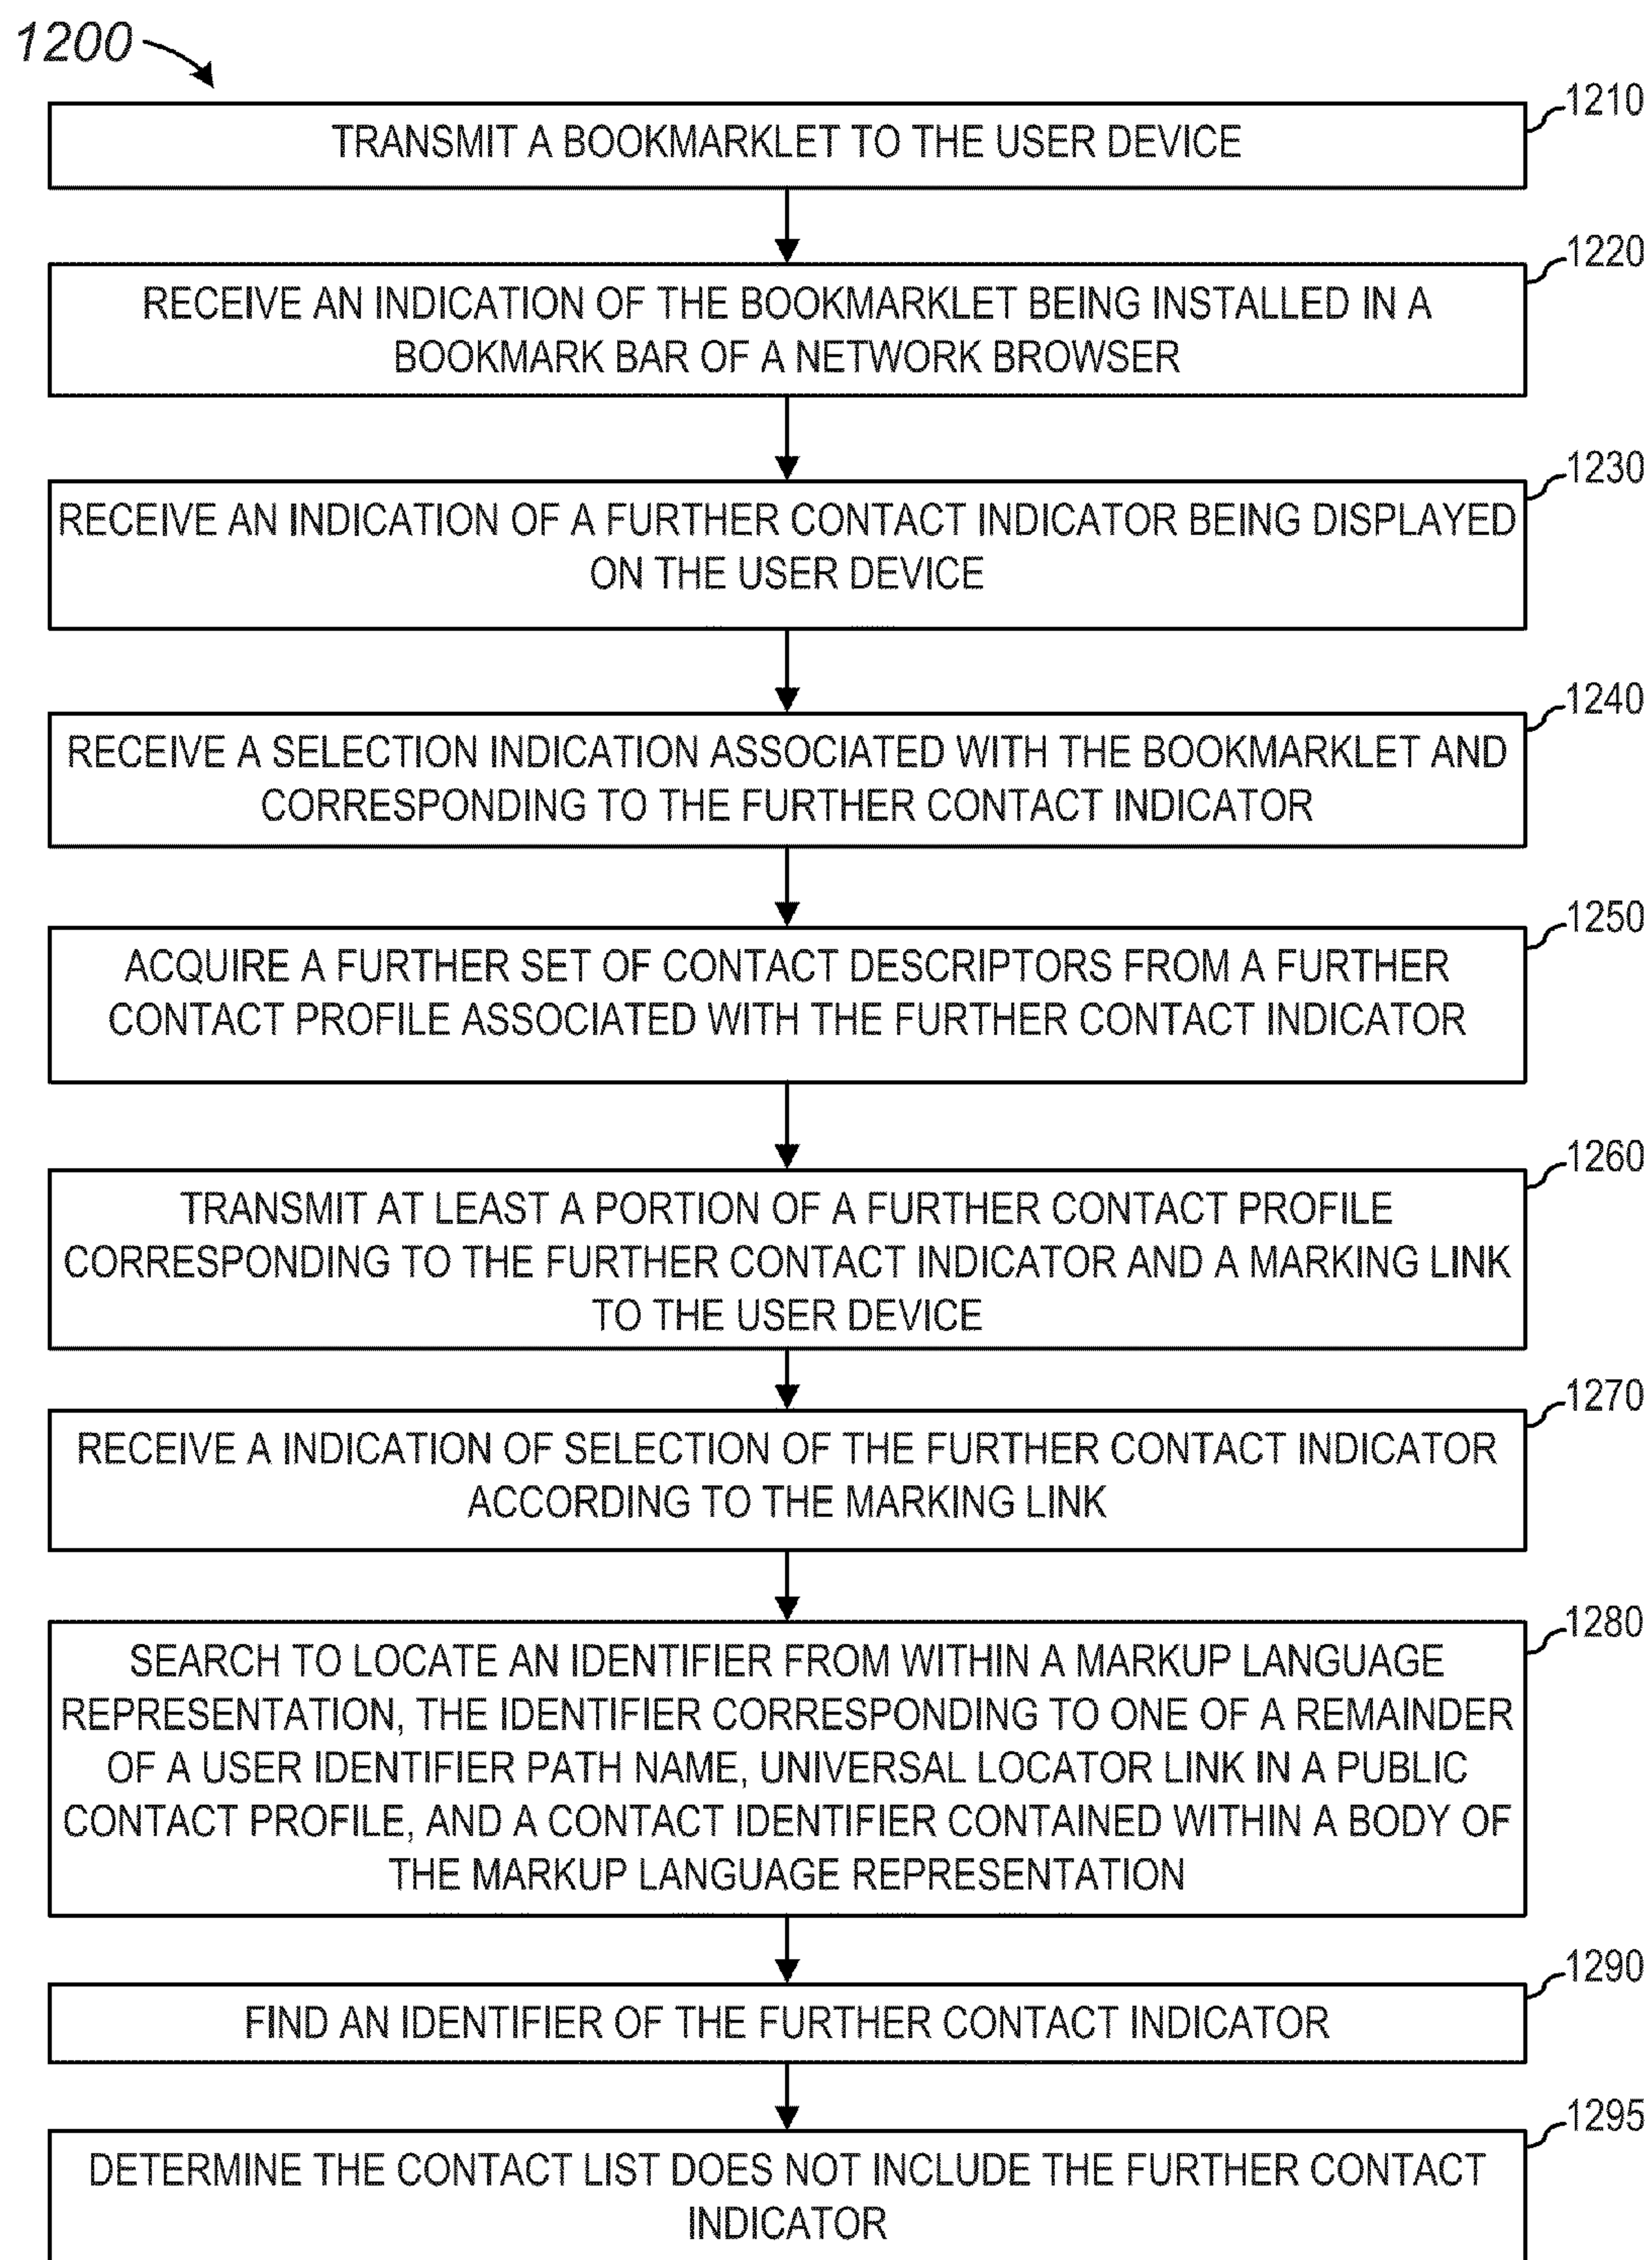 1200
1210
TRANSMIT A BOOKMARKLET TO THE USER DEVICE
1220
RECEIVE AN INDICATION OF THE BOOKMARKLET BEING INSTALLED IN A
BOOKMARK BAR OF A NETWORK BROWSER
1230
RECEIVE AN INDICATION OF A FURTHER CONTACT INDICATOR BEING DISPLAYED
ON THE USER DEVICE
1240
RECEIVE A SELECTION INDICATION ASSOCIATED WITH THE BOOKMARKLET AND
CORRESPONDING TO THE FURTHER CONTACT INDICATOR
1250
ACQUIRE A FURTHER SET OF CONTACT DESCRIPTORS FROM A FURTHER
CONTACT PROFILE ASSOCIATED WITH THE FURTHER CONTACT INDICATOR
1260
TRANSMIT AT LEAST A PORTION OF A FURTHER CONTACT PROFILE
CORRESPONDING TO THE FURTHER CONTACT INDICATOR AND A MARKING LINK
TO THE USER DEVICE
1270
RECEIVE A INDICATION OF SELECTION OF THE FURTHER CONTACT INDICATOR
ACCORDING TO THE MARKING LINK
1280
SEARCH TO LOCATE AN IDENTIFIER FROM WITHIN A MARKUP LANGUAGE
REPRESENTATION, THE IDENTIFIER CORRESPONDING TO ONE OF A REMAINDER
OF A USER IDENTIFIER PATH NAME, UNIVERSAL LOCATOR LINK IN A PUBLIC
CONTACT PROFILE, AND A CONTACT IDENTIFIER CONTAINED WITHIN A BODY OF
THE MARKUP LANGUAGE REPRESENTATION
1290
FIND AN IDENTIFIER OF THE FURTHER CONTACT INDICATOR
1295
DETERMINE THE CONTACT LIST DOES NOT INCLUDE THE FURTHER CONTACT
INDICATOR